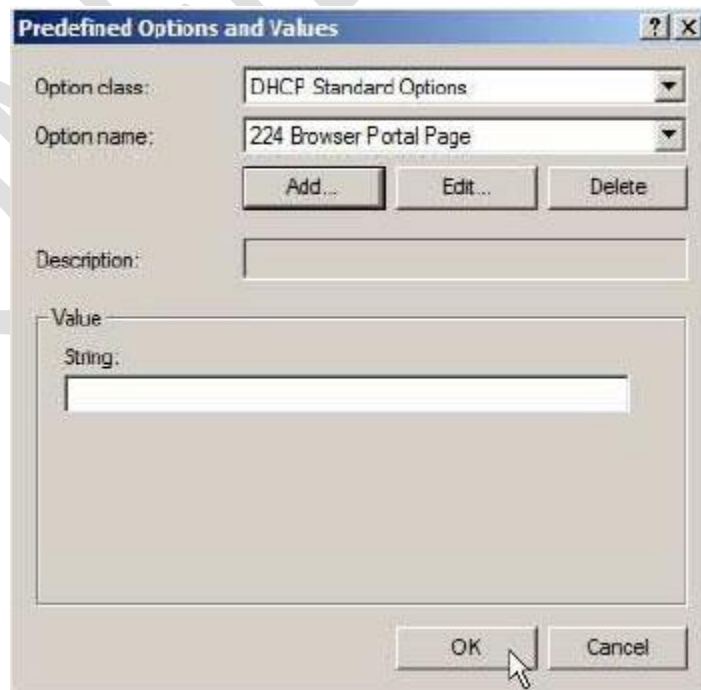 Predefined Options and Values
Option class:
DHCP Standard Options
Option name:
224 Browser Portal Page
Add...
Edit...
Delete
Description:
Value
String:
OK
Cancel